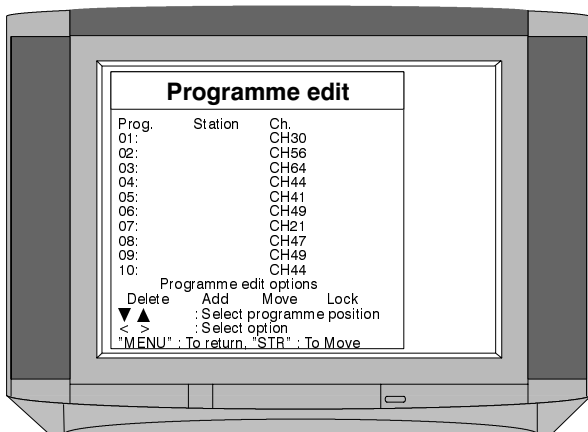 Programme edit
Prog. Station Ch.
01: CH30
02: CH56
03: CH64
04: CH44
05: CH41
06: CH49
07: CH21
08: CH47
09: CH49
10: CH44
Programme edit options
Delete Add Move Lock
▼ ▲ : Select programme position
< > : Select option
"MENU" : To return, "STR" : To Move